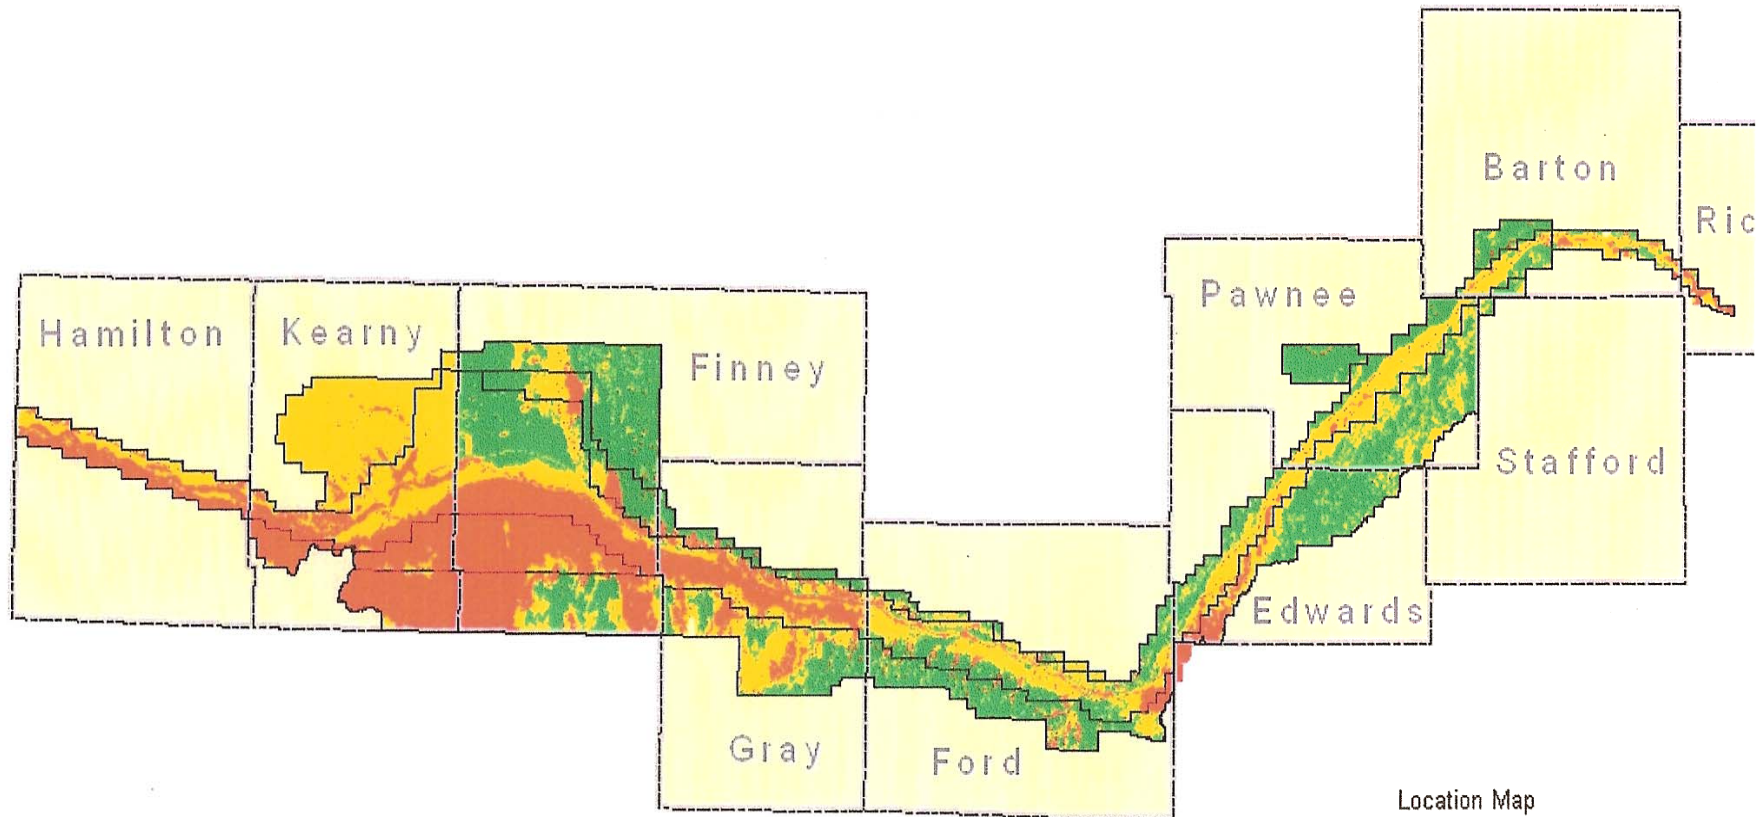 Barton
Ric
Pawnee
Hamilton
Kearny
Finney
Stafford
Edwards
Gray
Ford
Location Map